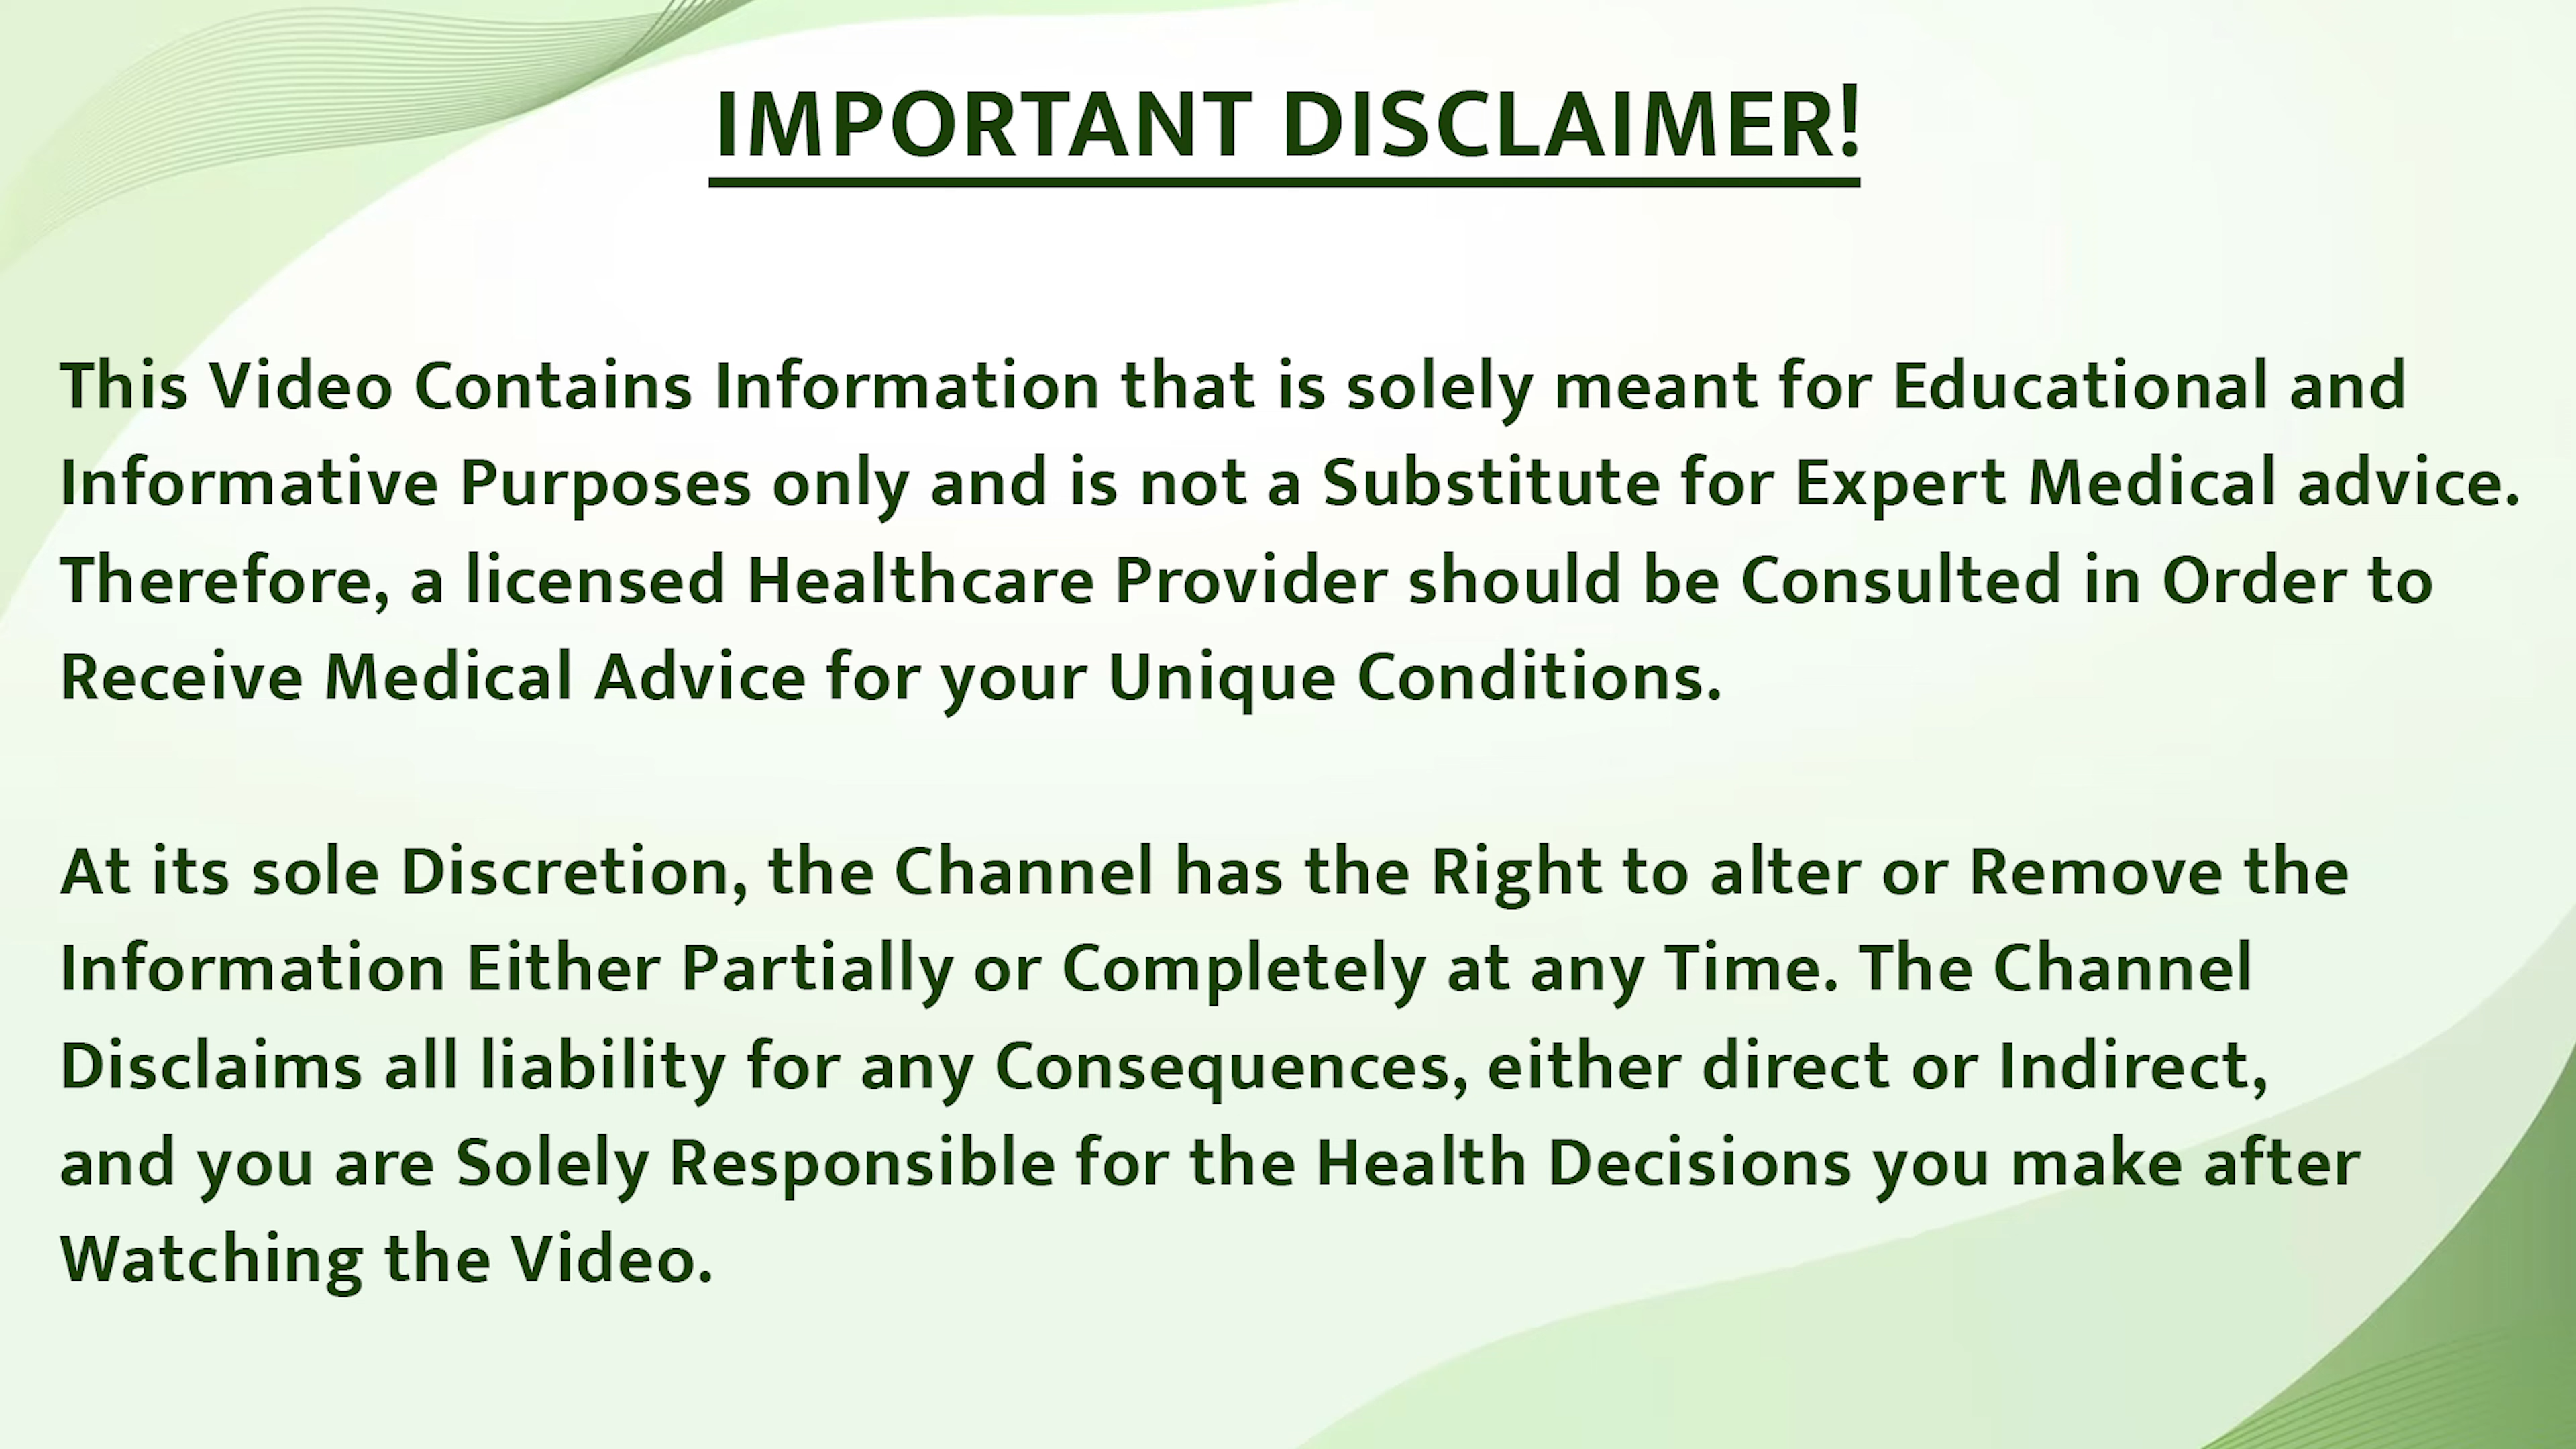 IMPORTANT DISCLAIMER!
This Video Contains Information that is solely meant for Educational and
Informative Purposes only and is not a Substitute for Expert Medical advice.
Therefore, a licensed Healthcare Provider should be Consulted in Order to
Receive Medical Advice for your Unique Conditions.
At its sole Discretion, the Channel has the Right to alter or Remove the
Information Either Partially or Completely at any Time. The Channel
Disclaims all liability for any Consequences, either direct or Indirect,
and you are Solely Responsible for the Health Decisions you make after
Watching the Video.